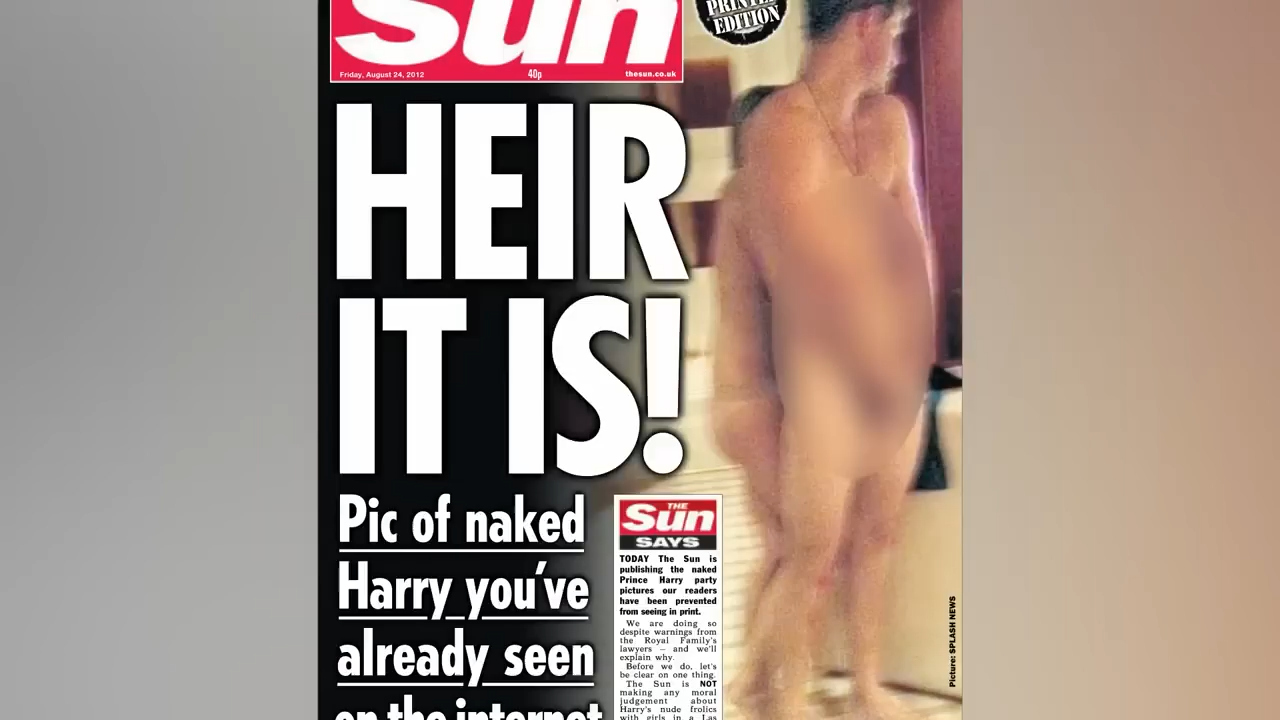 Sun
PRINTED
EDITION
Friday, August 24, 2012
40p
thesun.co.uk
HEIR
IT IS!
Pic of naked
Harry you've
already seen
on the internet
THE
Sun
SAYS
TODAY The Sun is
publishing the naked
Prince Harry party
pictures our readers
have been prevented
from seeing in print.
We are doing so
despite warnings from
the Royal Family's
lawyers – and we'll
explain why.
Before we do, let's
be clear on one thing.
The Sun is NOT
making any moral
judgement about
Harry's nude frolics
with girls in a Las
Picture: SPLASH NEWS